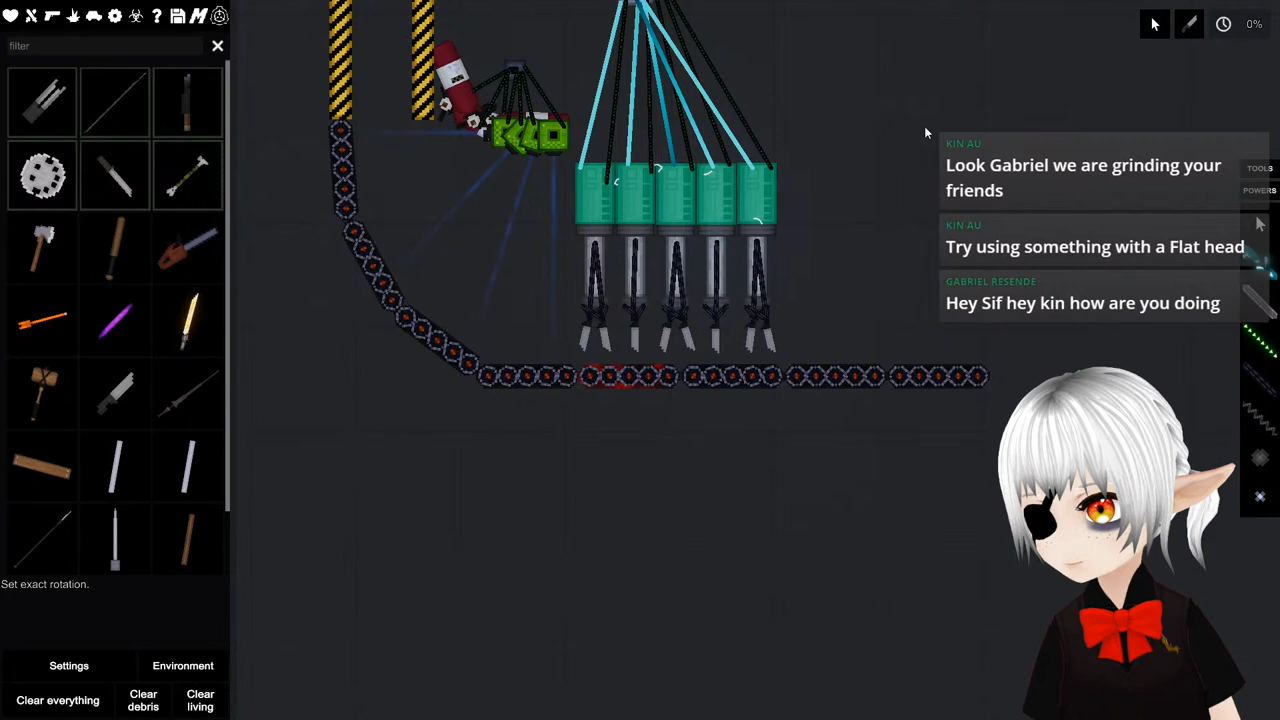 filter
0%
KIN AU
Look Gabriel we are grinding your
friends
KIN AU
Try using something with a Flat head
GABRIEL RESENDE
Hey Sif hey kin how are you doing
TOOLS
POWERS
Set exact rotation.
Settings
Environment
Clear everything
Clear
debris
Clear
living